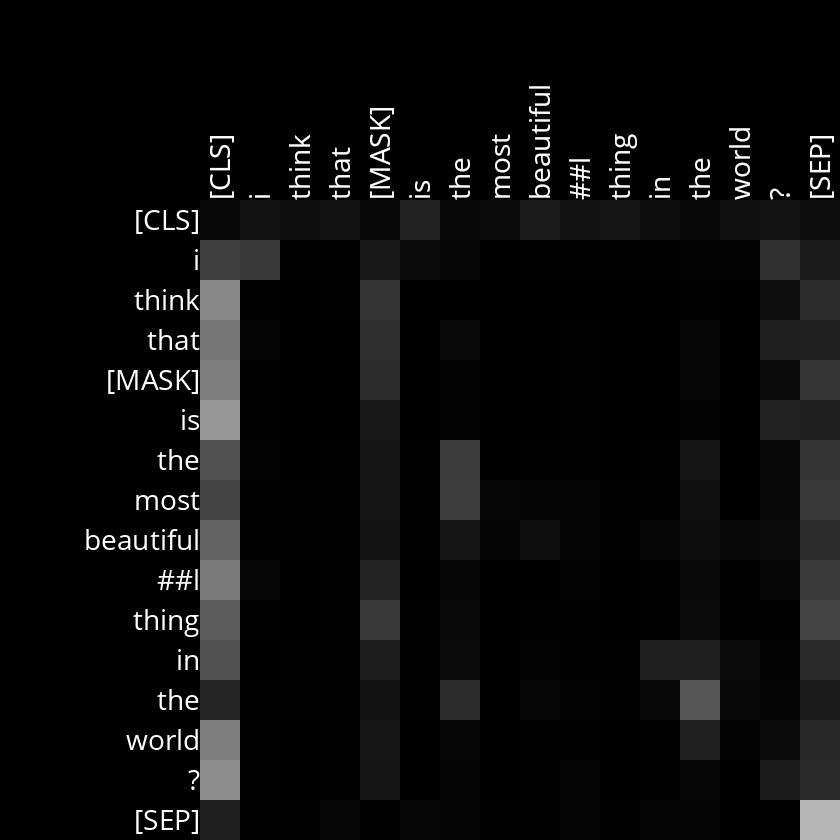 [CLS] i think that [MASK] is the most beautiful ##l thing in the world ? [SEP]
[CLS]
i
think
that
[MASK]
is
the
most
beautiful
##l
thing
in
the
world
?
[SEP]